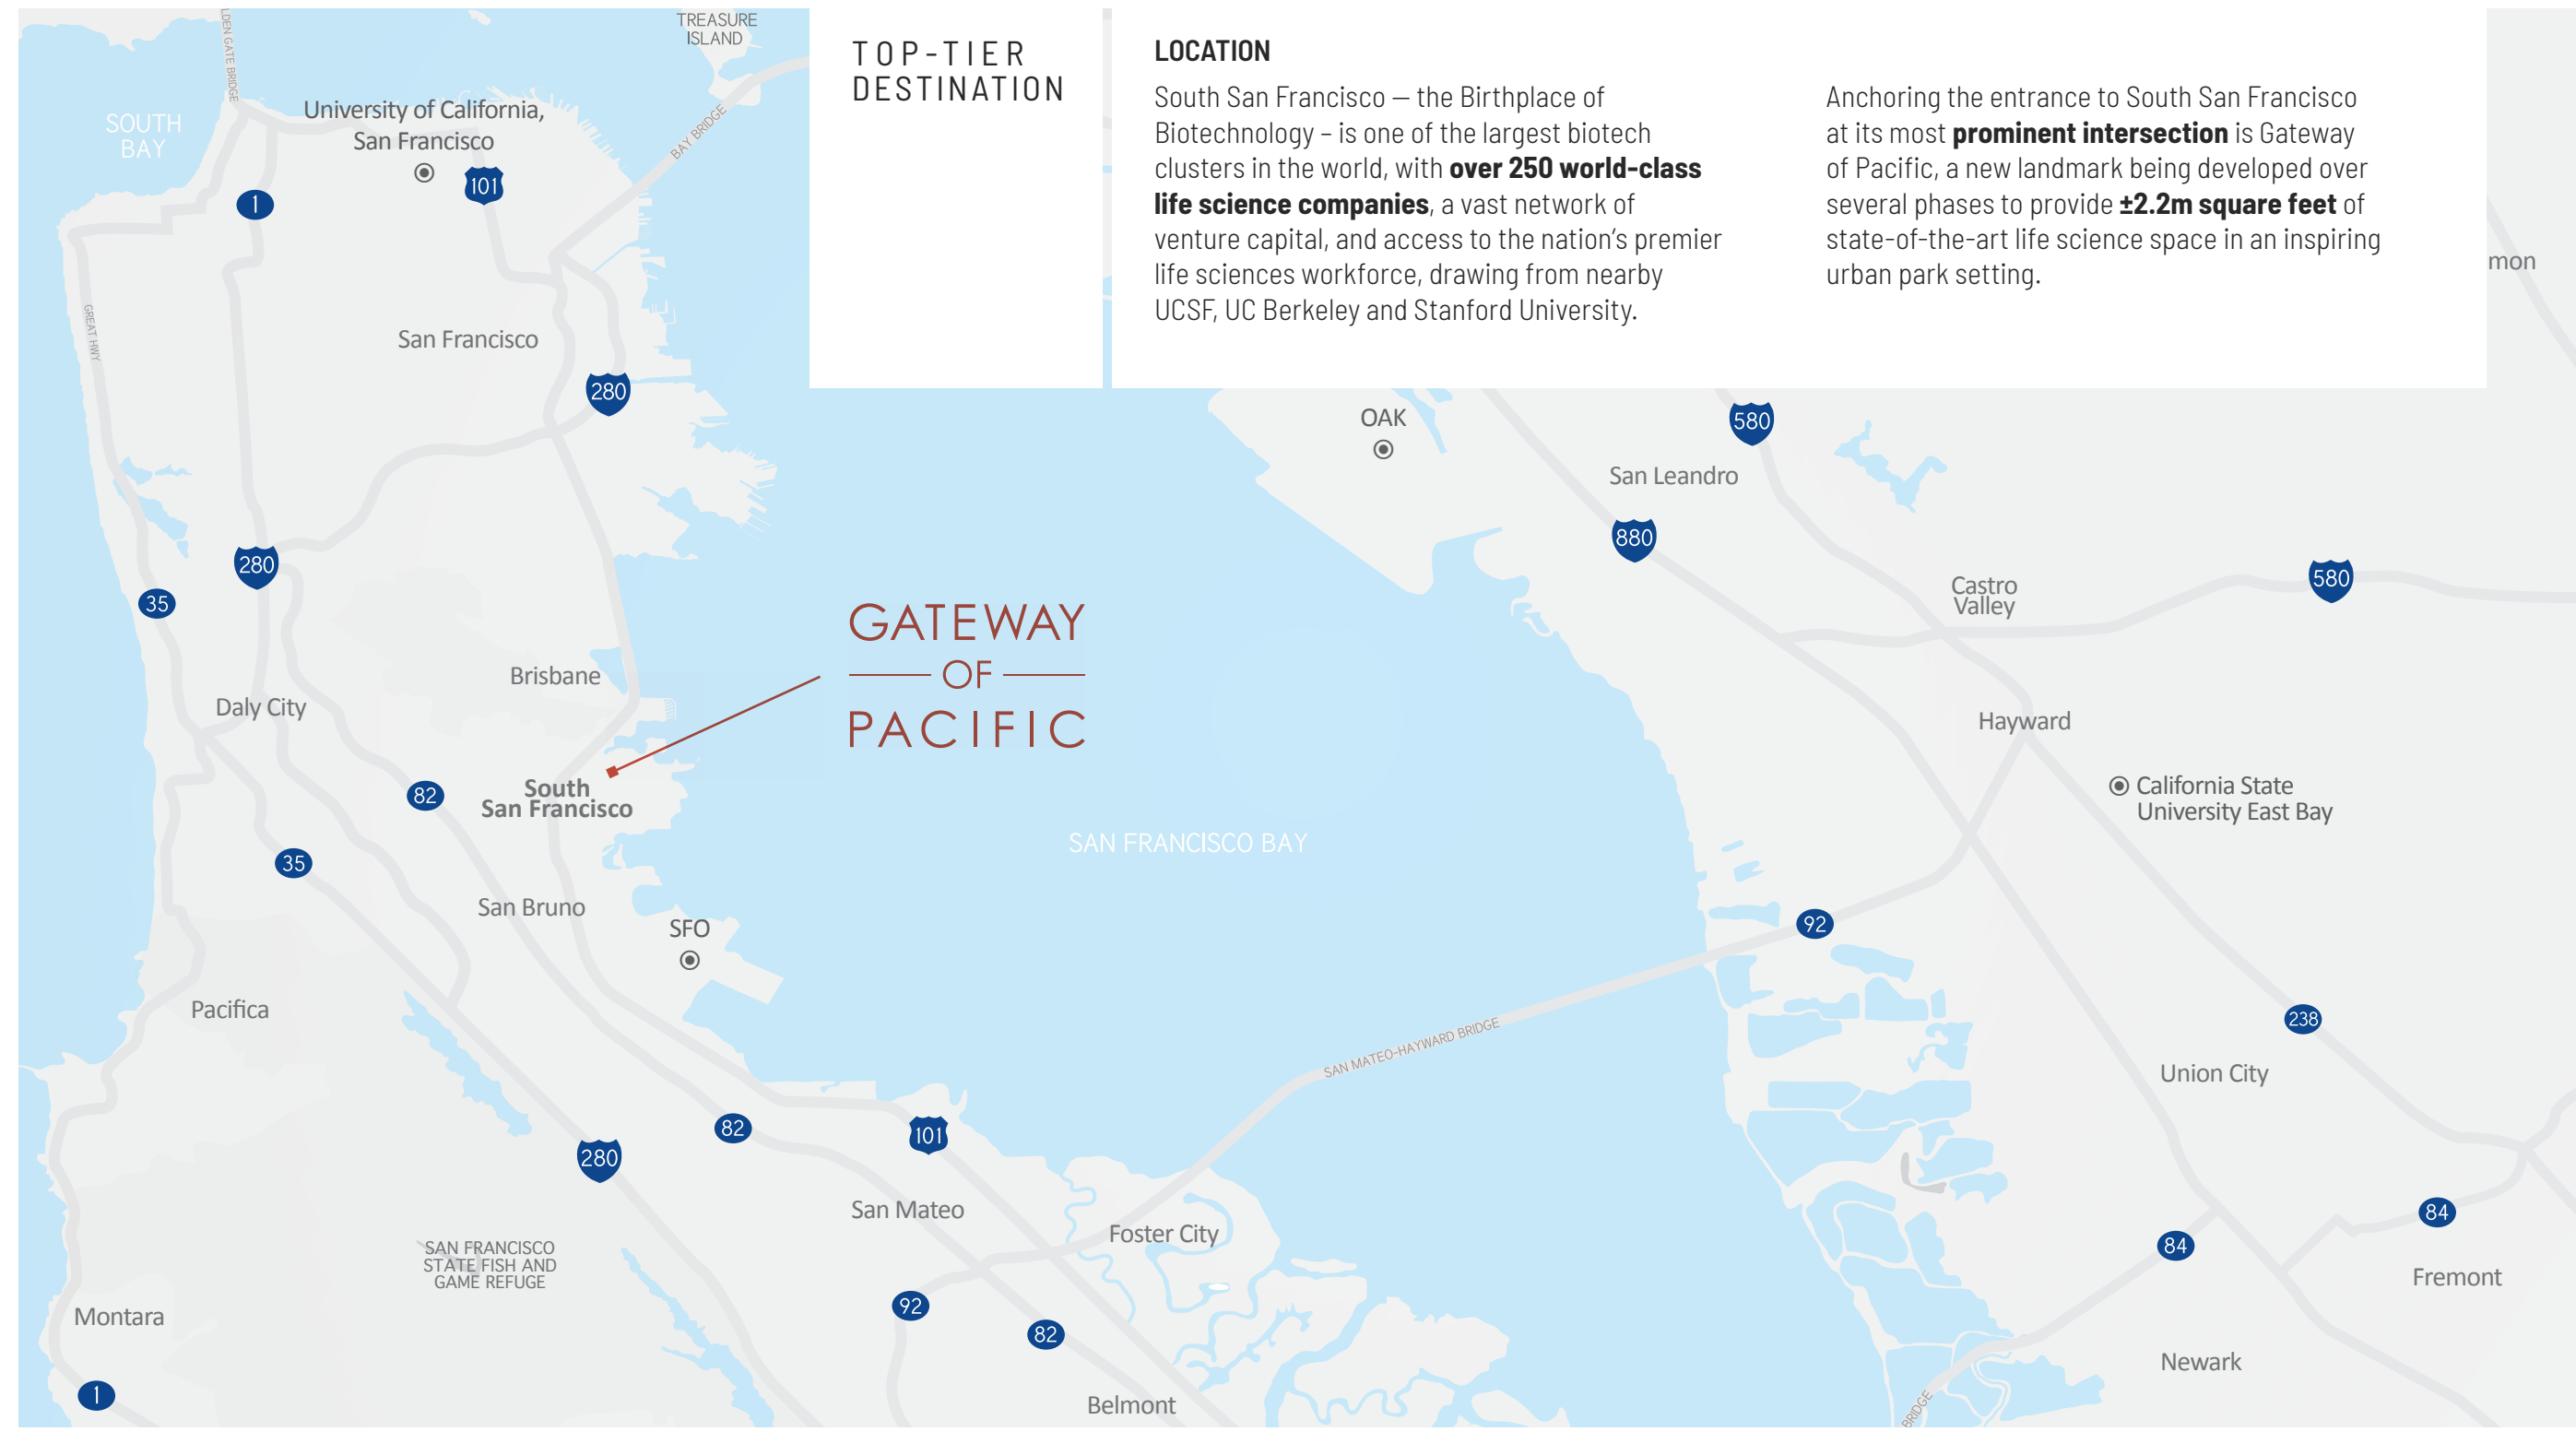 TOP-TIER
DESTINATION
LOCATION
South San Francisco — the Birthplace of
Biotechnology – is one of the largest biotech
clusters in the world, with over 250 world-class
life science companies, a vast network of
venture capital, and access to the nation's premier
life sciences workforce, drawing from nearby
UCSF, UC Berkeley and Stanford University.
Anchoring the entrance to South San Francisco
at its most prominent intersection is Gateway
of Pacific, a new landmark being developed over
several phases to provide ±2.2m square feet of
state-of-the-art life science space in an inspiring
urban park setting.
TREASURE
ISLAND
LDEN GATE BRIDGE
SOUTH
BAY
University of California,
San Francisco
BAY BRIDGE
101
1
mon
GREAT HWY
San Francisco
280
OAK
580
San Leandro
880
280
35
Castro
Valley
580
GATEWAY
OF
PACIFIC
Brisbane
Daly City
Hayward
South
San Francisco
82
California State
University East Bay
SAN FRANCISCO BAY
35
San Bruno
SFO
92
Pacifica
SAN MATEO-HAYWARD BRIDGE
238
Union City
82
101
280
San Mateo
Foster City
84
84
SAN FRANCISCO
STATE FISH AND
GAME REFUGE
Fremont
92
Montara
82
Newark
1
Belmont
BRIDGE